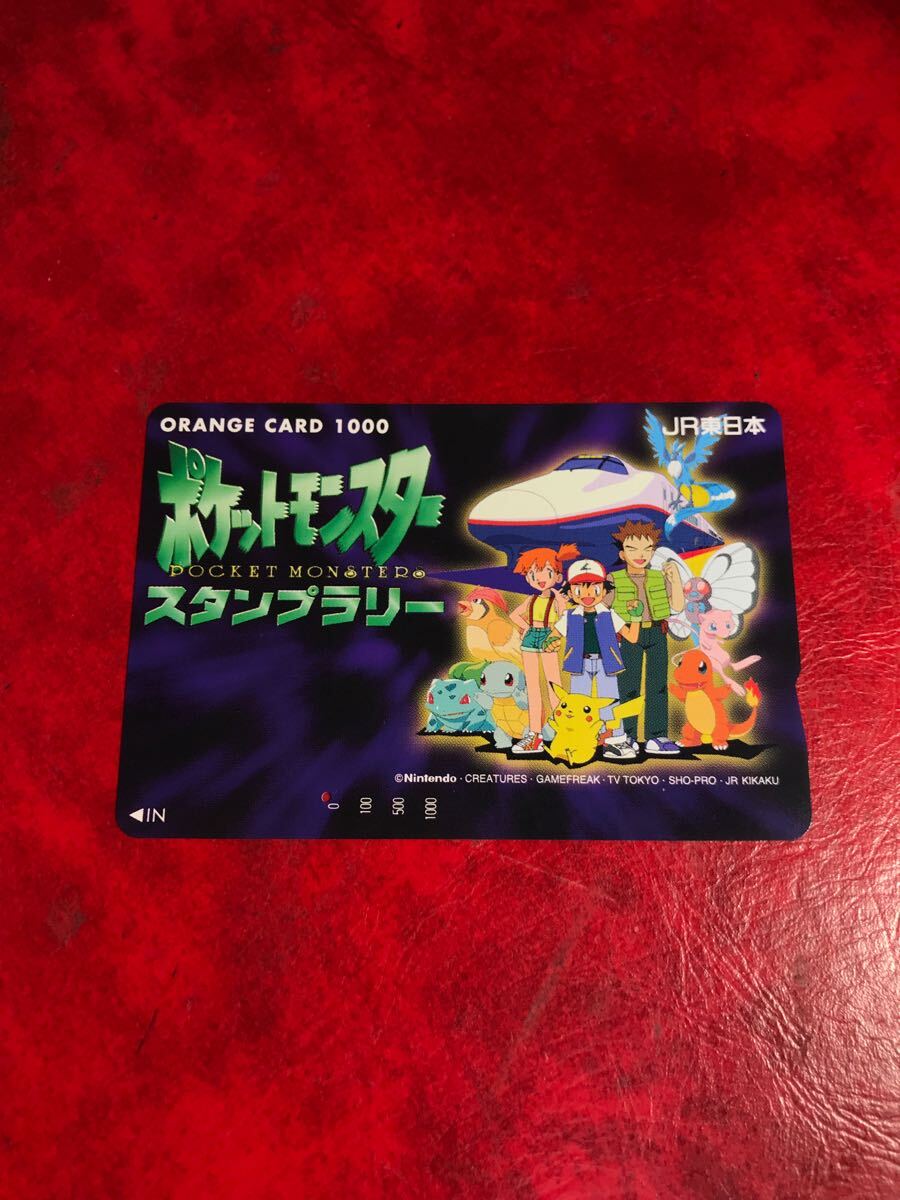 ORANGE CARD 1000
JR東日本
ポケットモンスター
POCKET MONSTERS
スタンプラリー
©Nintendo · CREATURES · GAMEFREAK · TV TOKYO · SHO-PRO · JR KIKAKU
◀IN
0 100 500 1000